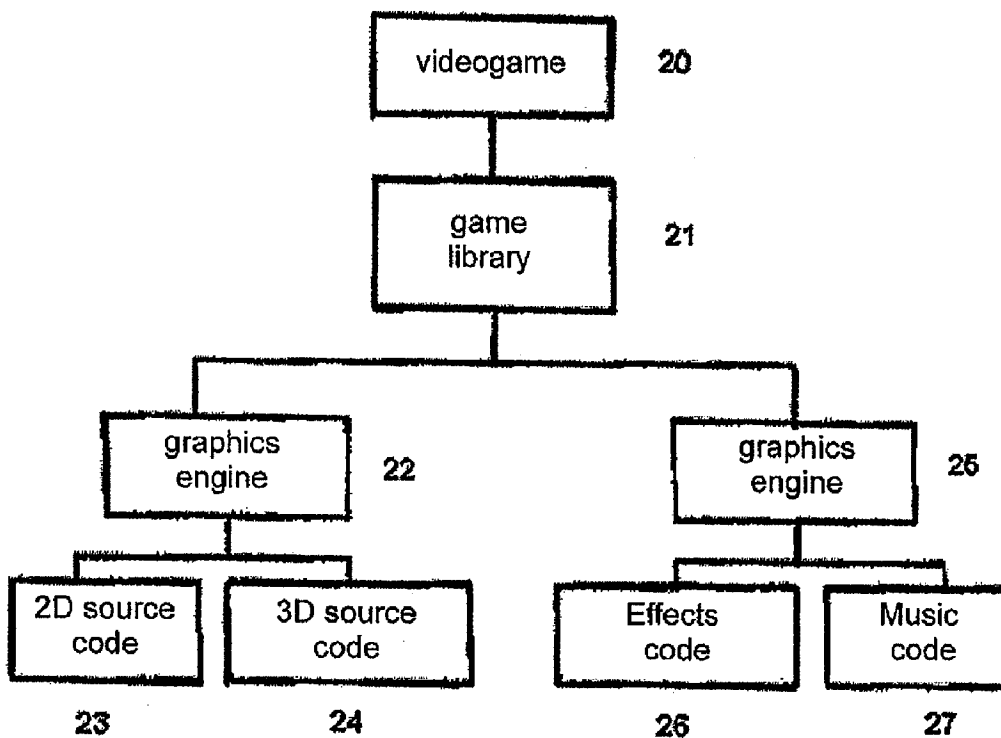 videogame
20
game
library
21
graphics
engine
22
graphics
engine
25
2D source
code
3D source
code
Effects
code
Music
code
23
24
26
27